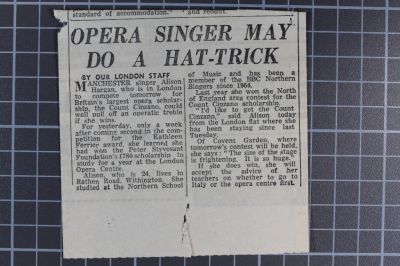 standard of accommodation."
and recent.
OPERA SINGER MAY
DO A HAT-TRICK
BY OUR LONDON STAFF
MANCHESTER singer Alison
Hargan, who is in London
to compete tomorrow for
Britain's largest opera scholar-
ship, the Count Cinzano, could
well pull off an operatic treble
if she wins.
For yesterday, only a week
after coming second in the com-
petition for the Kathleen
Ferrier award, she learned she
had won the Peter Styvesant
Foundation's £780 scholarship to
study for a year at the London
Opera Centre.
Alison, who is 24, lives in
Rathen Road, Withington. She
studied at the Northern School
of Music and has been a
member of the BBC Northern
Singers since 1964.
Last year she won the North
of England area contest for the
Count Cinzano scholarship.
"I'd like to get the Count
Cinzano," said Alison today
from the London flat where she
has been staying since last
Tuesday.
Of Covent Garden, where
tomorrow's contest will be held,
she says: "The size of the stage
is frightening. It is so huge."
If she does win, she will
accept the advice of her
teachers on whether to go to
Italy or the opera centre first.